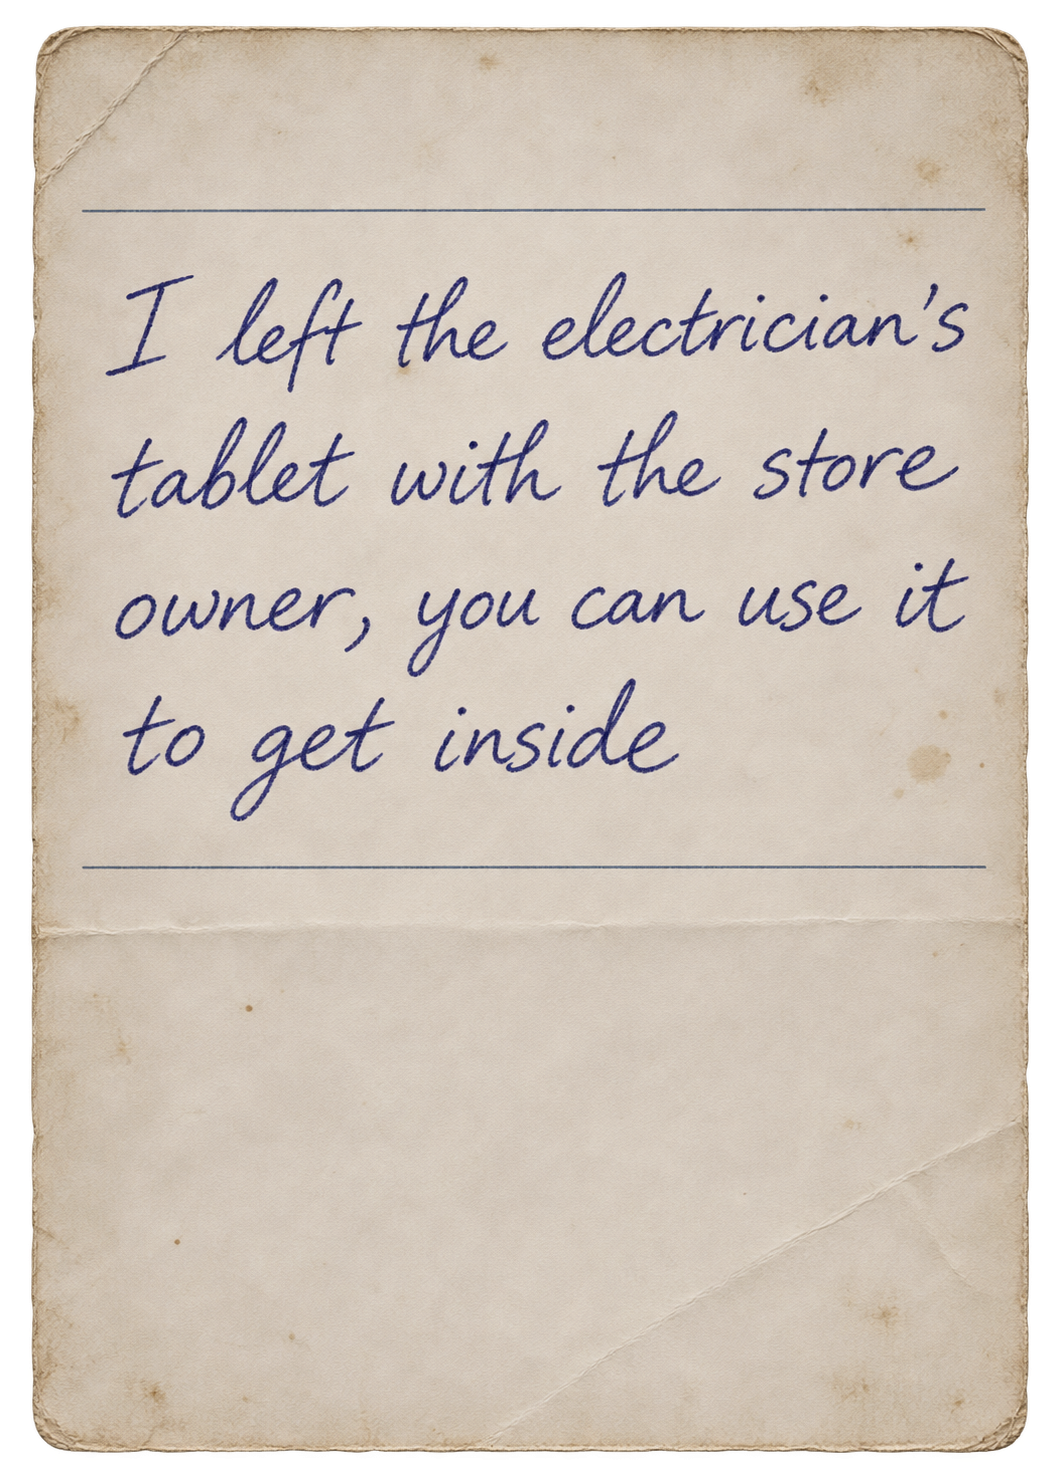 I left the electrician's
tablet with the store
owner, you can use it
to get inside